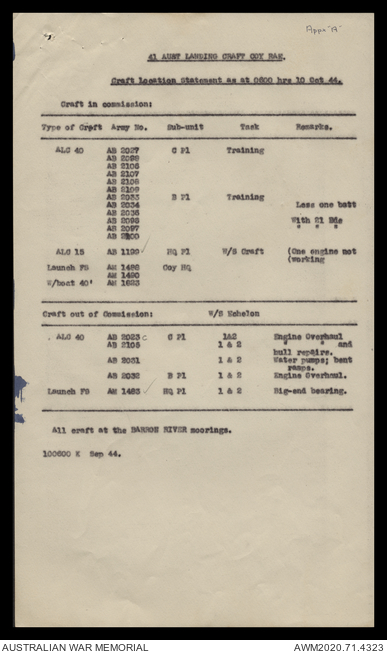 Appx "B"
41 AUST LANDING CRAFT COY RAE.
Craft Location Statement as at 0600 hrs 10 Oct 44.
Craft in commission:
Type of Craft Army No. Sub-unit Task Remarks.
ALC 40 AB 2027 C Pl Training
AB 2098
AB 2106
AB 2107
AB 2108
AB 2109
AB 2033 B Pl Training
AB 2034 Less one batt
AB 2035
AB 2096 With 21 Bde
AB 2097 " " "
AB 2100
ALC 15 AB 1199 HQ Pl W/S Craft (One engine not
(working
Launch FS AM 1486 Coy HQ
AM 1490
W/boat 40' AM 1623
Craft out of Commission: W/S Echelon
ALC 40 AB 2023 C Pl 1&2 Engine Overhaul
AB 2105 1 & 2 " " and
hull repairs.
AB 2031 1 & 2 Water pumps; bent
ramps.
AB 2032 B Pl 1 & 2 Engine Overhaul.
Launch FS AM 1483 HQ Pl 1 & 2 Big-end bearing.
All craft at the BARRON RIVER moorings.
100600 K Sep 44.
AUSTRALIAN WAR MEMORIAL AWM2020.71.4323